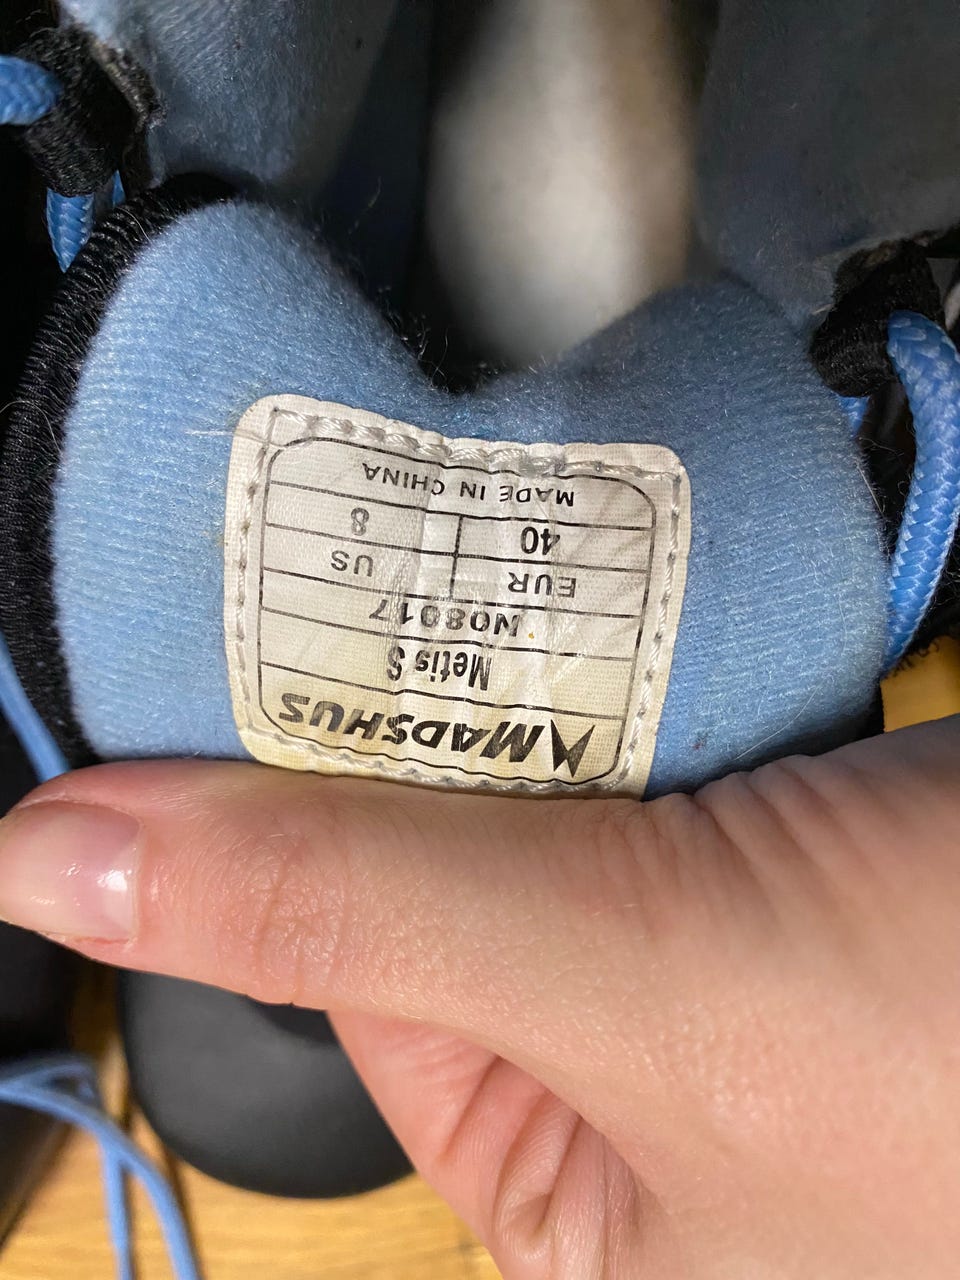 MADSHUS
Metis S
N08017
EUR US
40 8
MADE IN CHINA